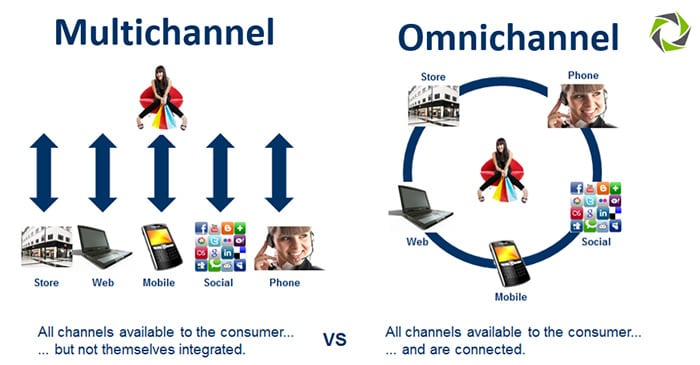 Multichannel
Omnichannel
Store
Web
Mobile
Social
Phone
All channels available to the consumer...
... but not themselves integrated.
VS
Store
Phone
Web
Social
Mobile
All channels available to the consumer...
... and are connected.